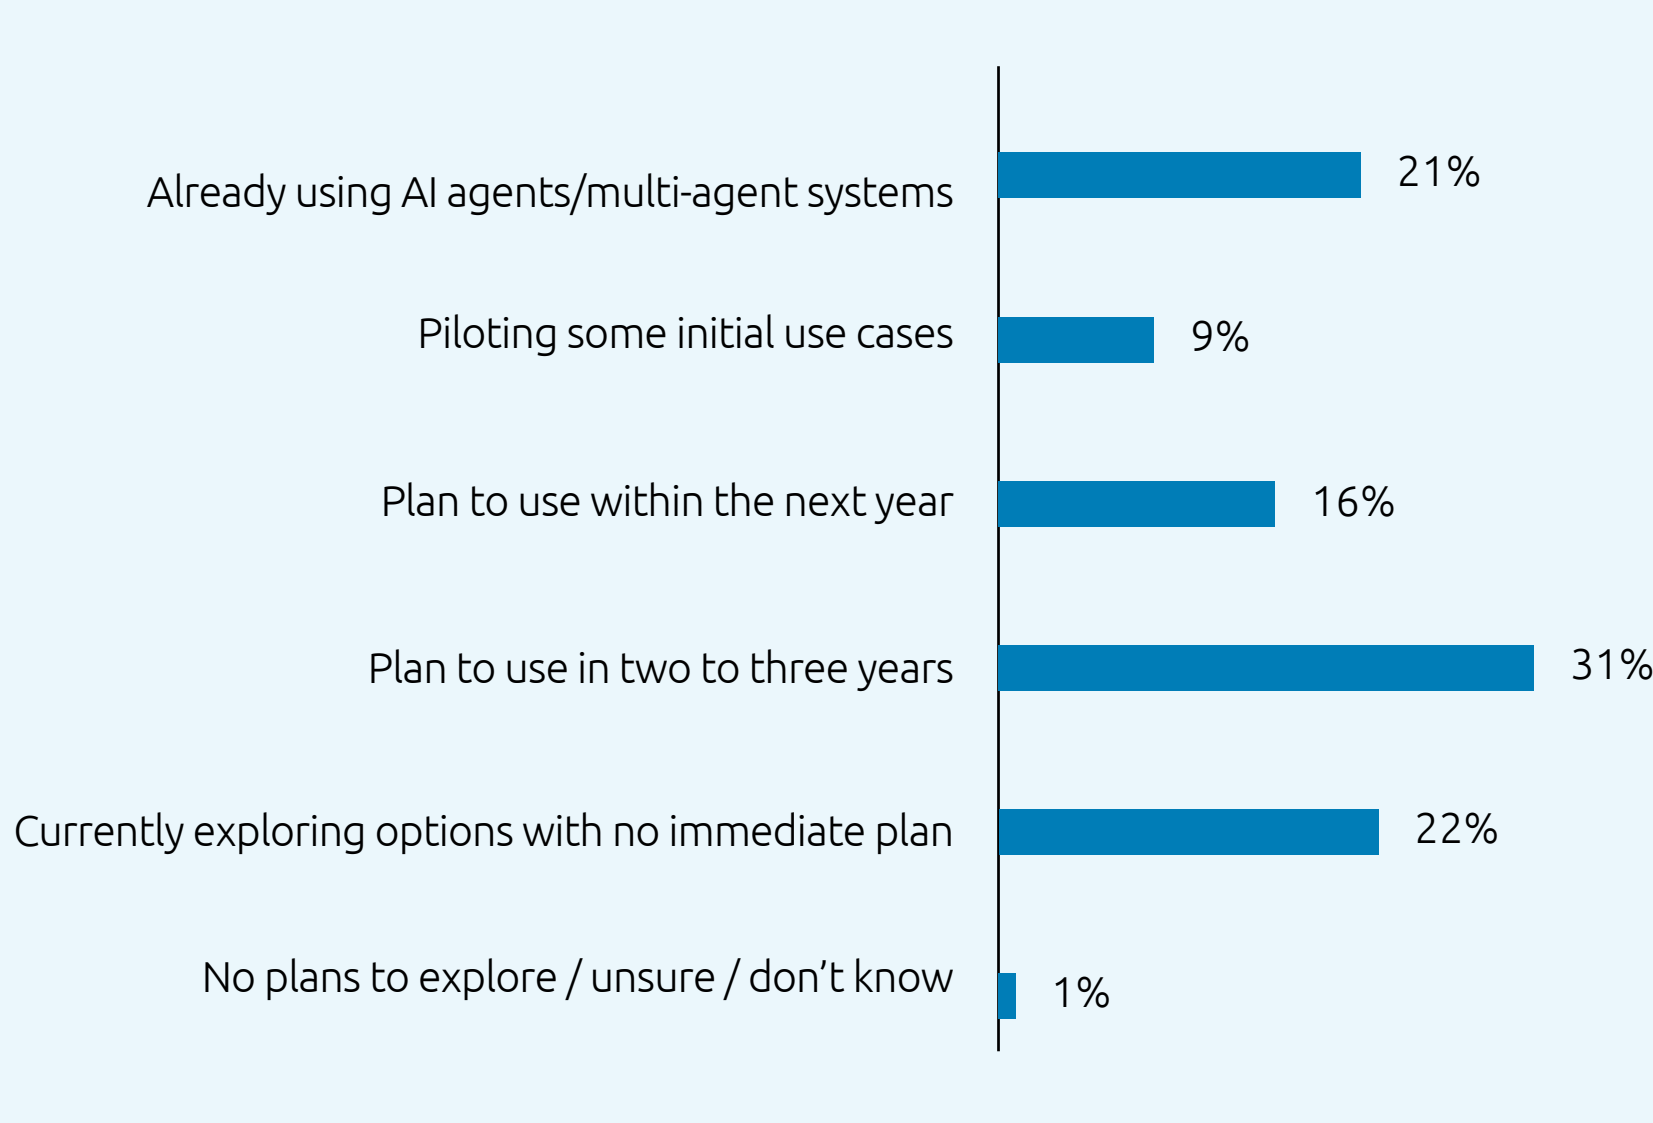 Already using AI agents/multi-agent systems
21%
Piloting some initial use cases
9%
Plan to use within the next year
16%
Plan to use in two to three years
31%
Currently exploring options with no immediate plan
22%
No plans to explore / unsure / don’t know
1%